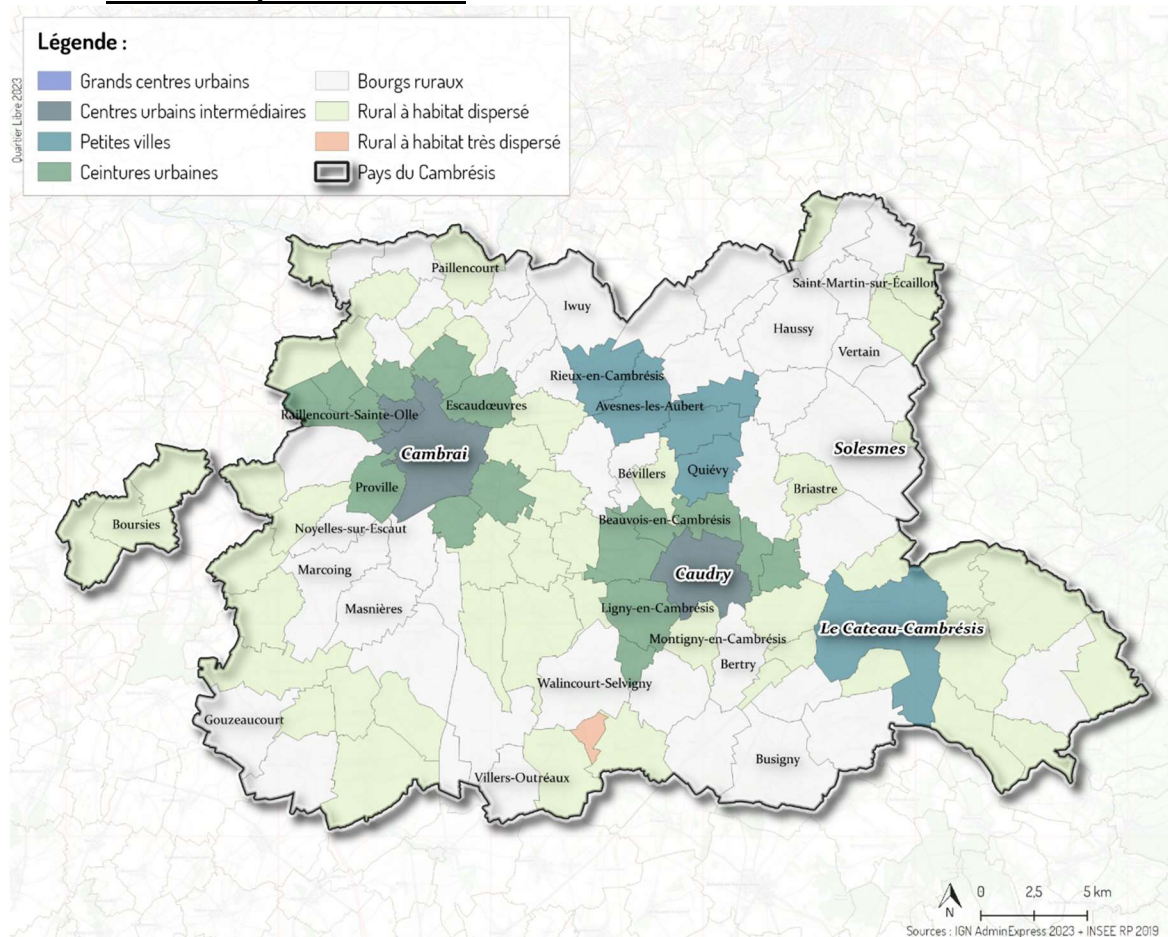 Légende :
Grands centres urbains
Centres urbains intermédiaires
Petites villes
Ceintures urbaines
Bourgs ruraux
Rural à habitat dispersé
Rural à habitat très dispersé
Pays du Cambrésis
Quartier Libre 2023
Paillencourt
Iwuy
Saint-Martin-sur-Écaillon
Haussy
Vertain
Rieux-en-Cambrésis
Avesnes-les-Aubert
Escaudœuvres
Raillencourt-Sainte-Olle
Cambrai
Solesmes
Bévillers
Quiévy
Proville
Briastre
Boursies
Noyelles-sur-Escaut
Beauvois-en-Cambrésis
Marcoing
Caudry
Masnières
Ligny-en-Cambrésis
Le Cateau-Cambrésis
Montigny-en-Cambrésis
Bertry
Walincourt-Selvigny
Gouzeaucourt
Busigny
Villers-Outréaux
N
0 2,5 5 km
Sources : IGN AdminExpress 2023 + INSEE RP 2019